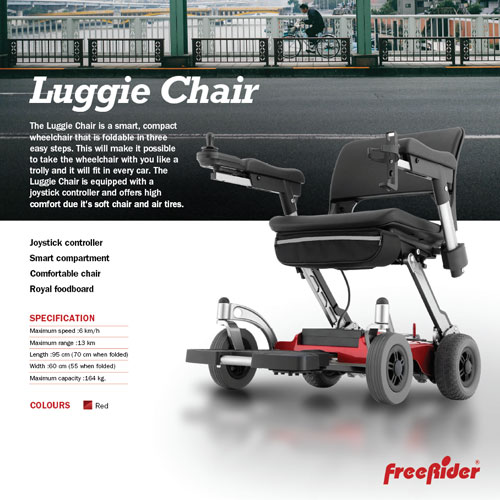 Luggie Chair
The Luggie Chair is a smart, compact
wheelchair that is foldable in three
easy steps. This will make it possible
to take the wheelchair with you like a
trolly and it will fit in every car. The
Luggie Chair is equipped with a
joystick controller and offers high
comfort due it's soft chair and air tires.
Joystick controller
Smart compartment
Comfortable chair
Royal foodboard
SPECIFICATION
Maximum speed :6 km/h
Maximum range :13 km
Length :95 cm (70 cm when folded)
Width :60 cm (55 when folded)
Maximum capacity :164 kg.
COLOURS Red
FreeRider®